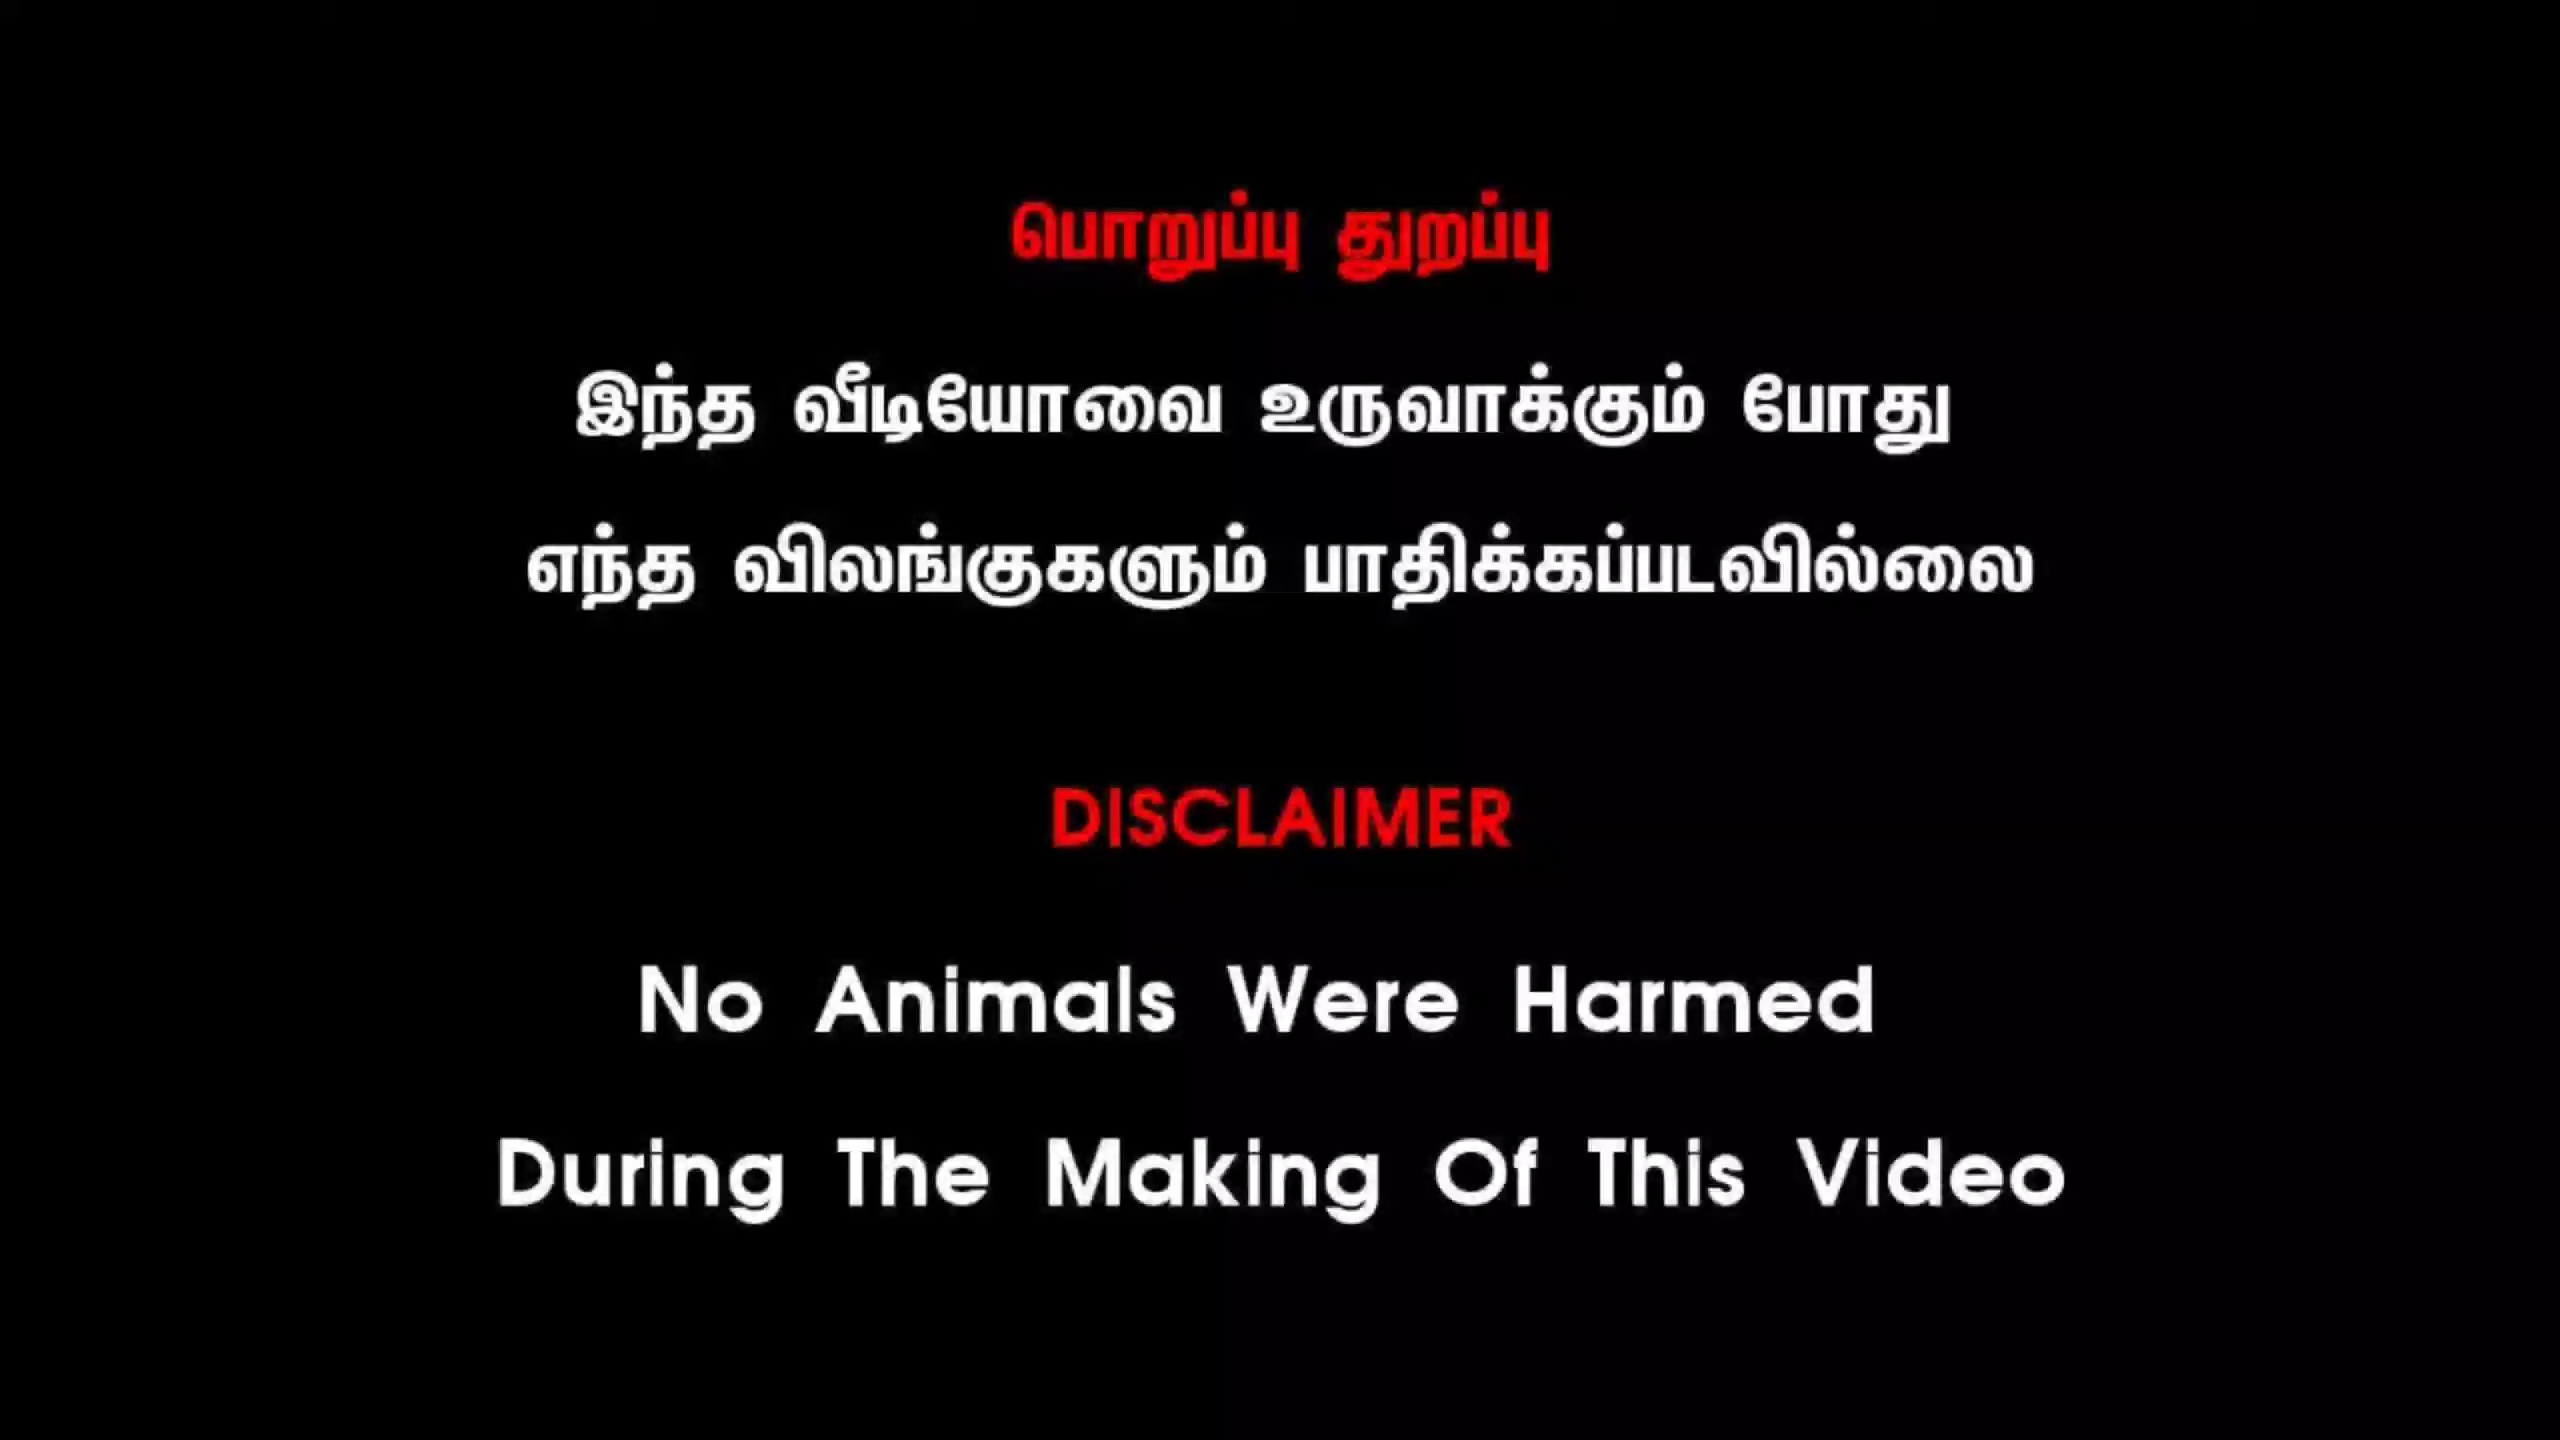 பொறுப்பு துறப்பு
இந்த வீடியோவை உருவாக்கும் போது
எந்த விலங்குகளும் பாதிக்கப்படவில்லை
DISCLAIMER
No Animals Were Harmed
During The Making Of This Video